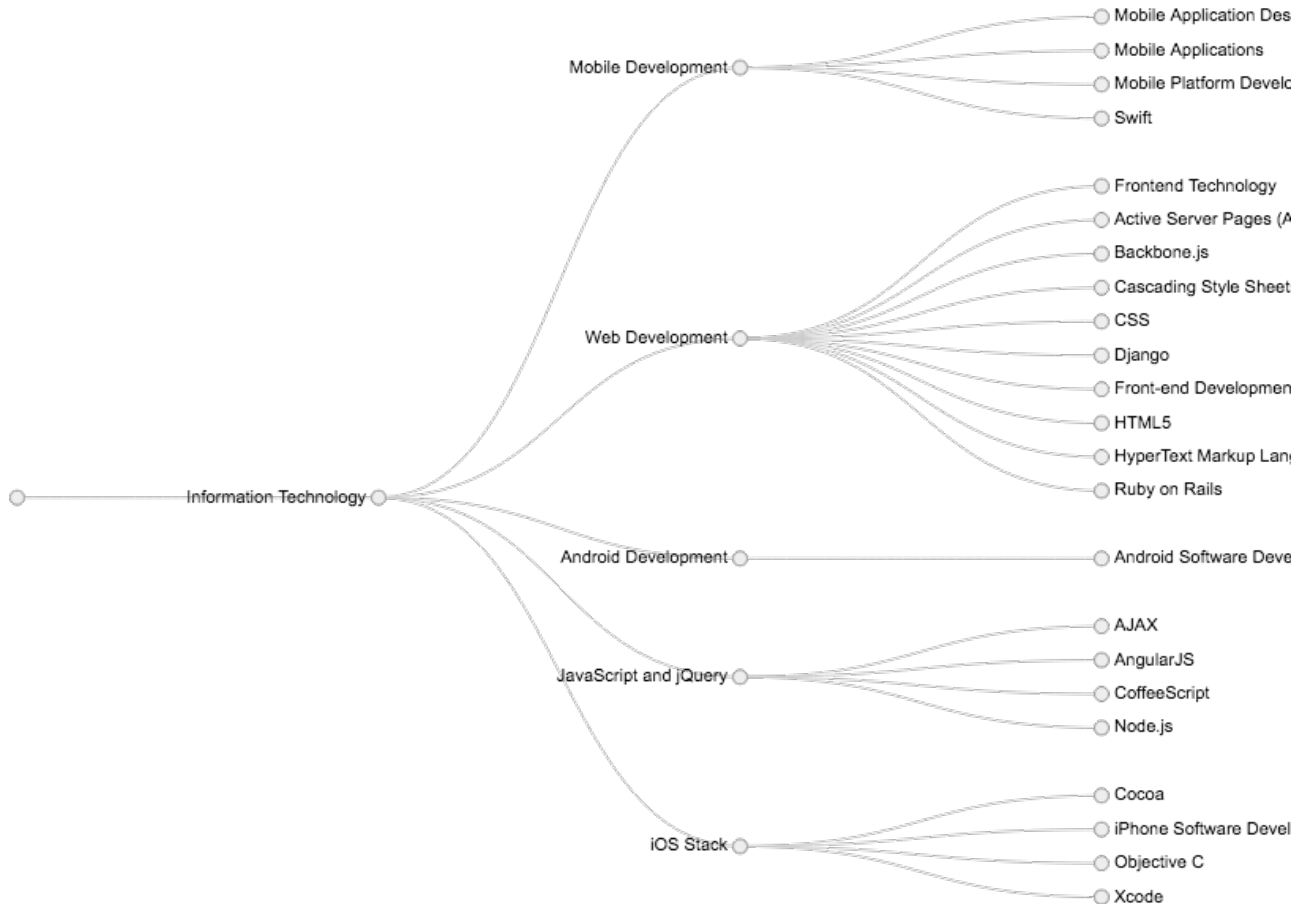 Mobile Development
Mobile Application Des
Mobile Applications
Mobile Platform Develo
Swift
Web Development
Frontend Technology
Active Server Pages (A
Backbone.js
Cascading Style Sheet
CSS
Django
Front-end Developmen
HTML5
HyperText Markup Lang
Ruby on Rails
Information Technology
Android Development
Android Software Deve
JavaScript and jQuery
AJAX
AngularJS
CoffeeScript
Node.js
iOS Stack
Cocoa
iPhone Software Devel
Objective C
Xcode